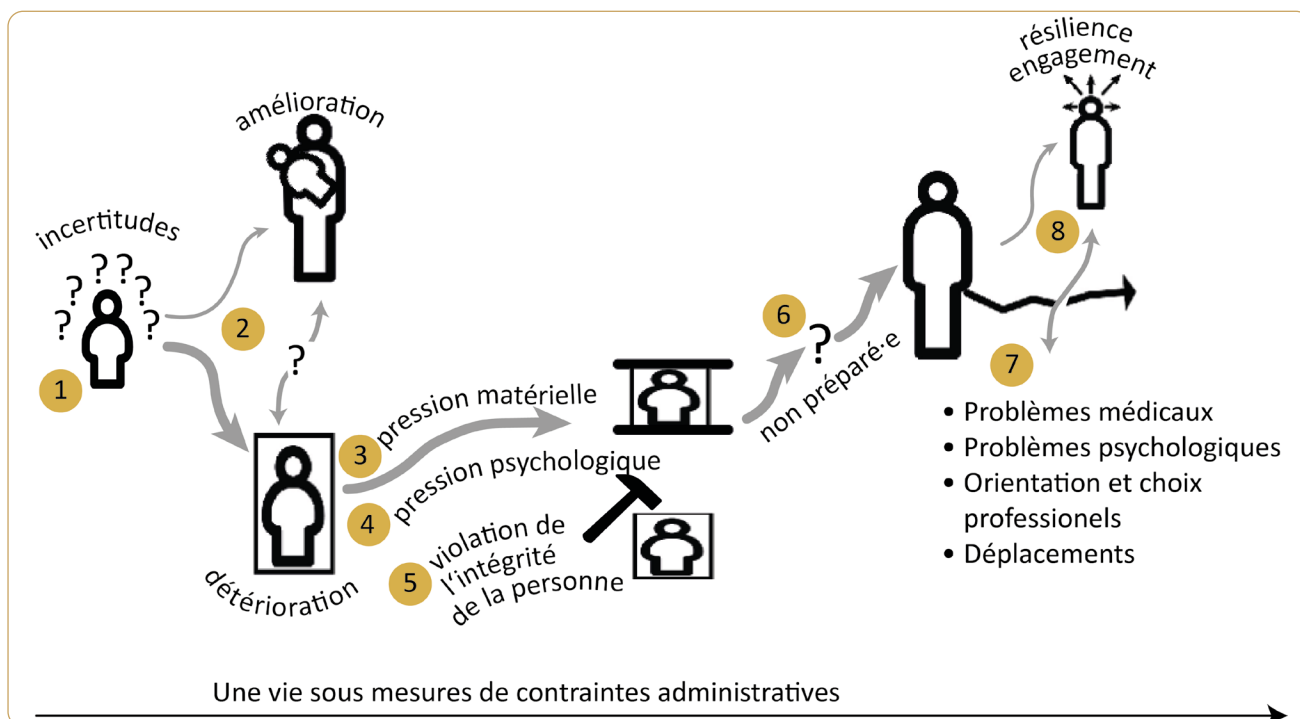 résilience
engagement
amélioration
incertitudes
? ? ? ? ? ? ?
1
2
?
3
pression matérielle
4
pression psychologique
5
violation de
l'intégrité
de la personne
détérioration
6
?
non préparé·e
8
7
• Problèmes médicaux
• Problèmes psychologiques
• Orientation et choix
professionels
• Déplacements
Une vie sous mesures de contraintes administratives